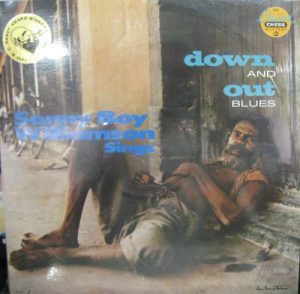 down
AND
out
BLUES
Sonny Boy
Williamson
Sings
CHESS